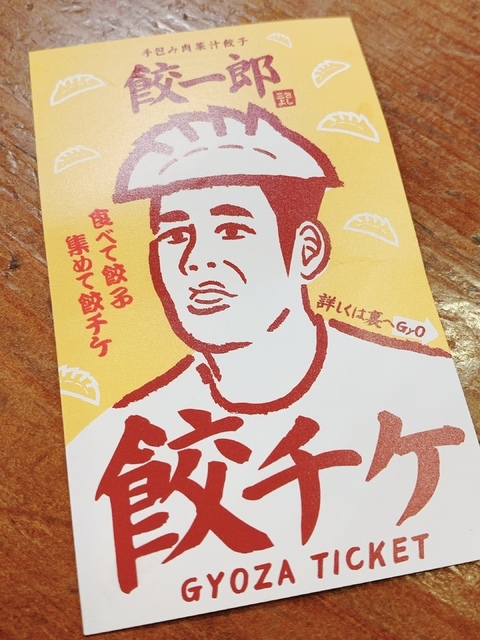 手包み肉菜汁餃子
餃一郎
食べて餃る
集めて餃チケ
詳しくは裏へGyO
餃チケ
GYOZA TICKET